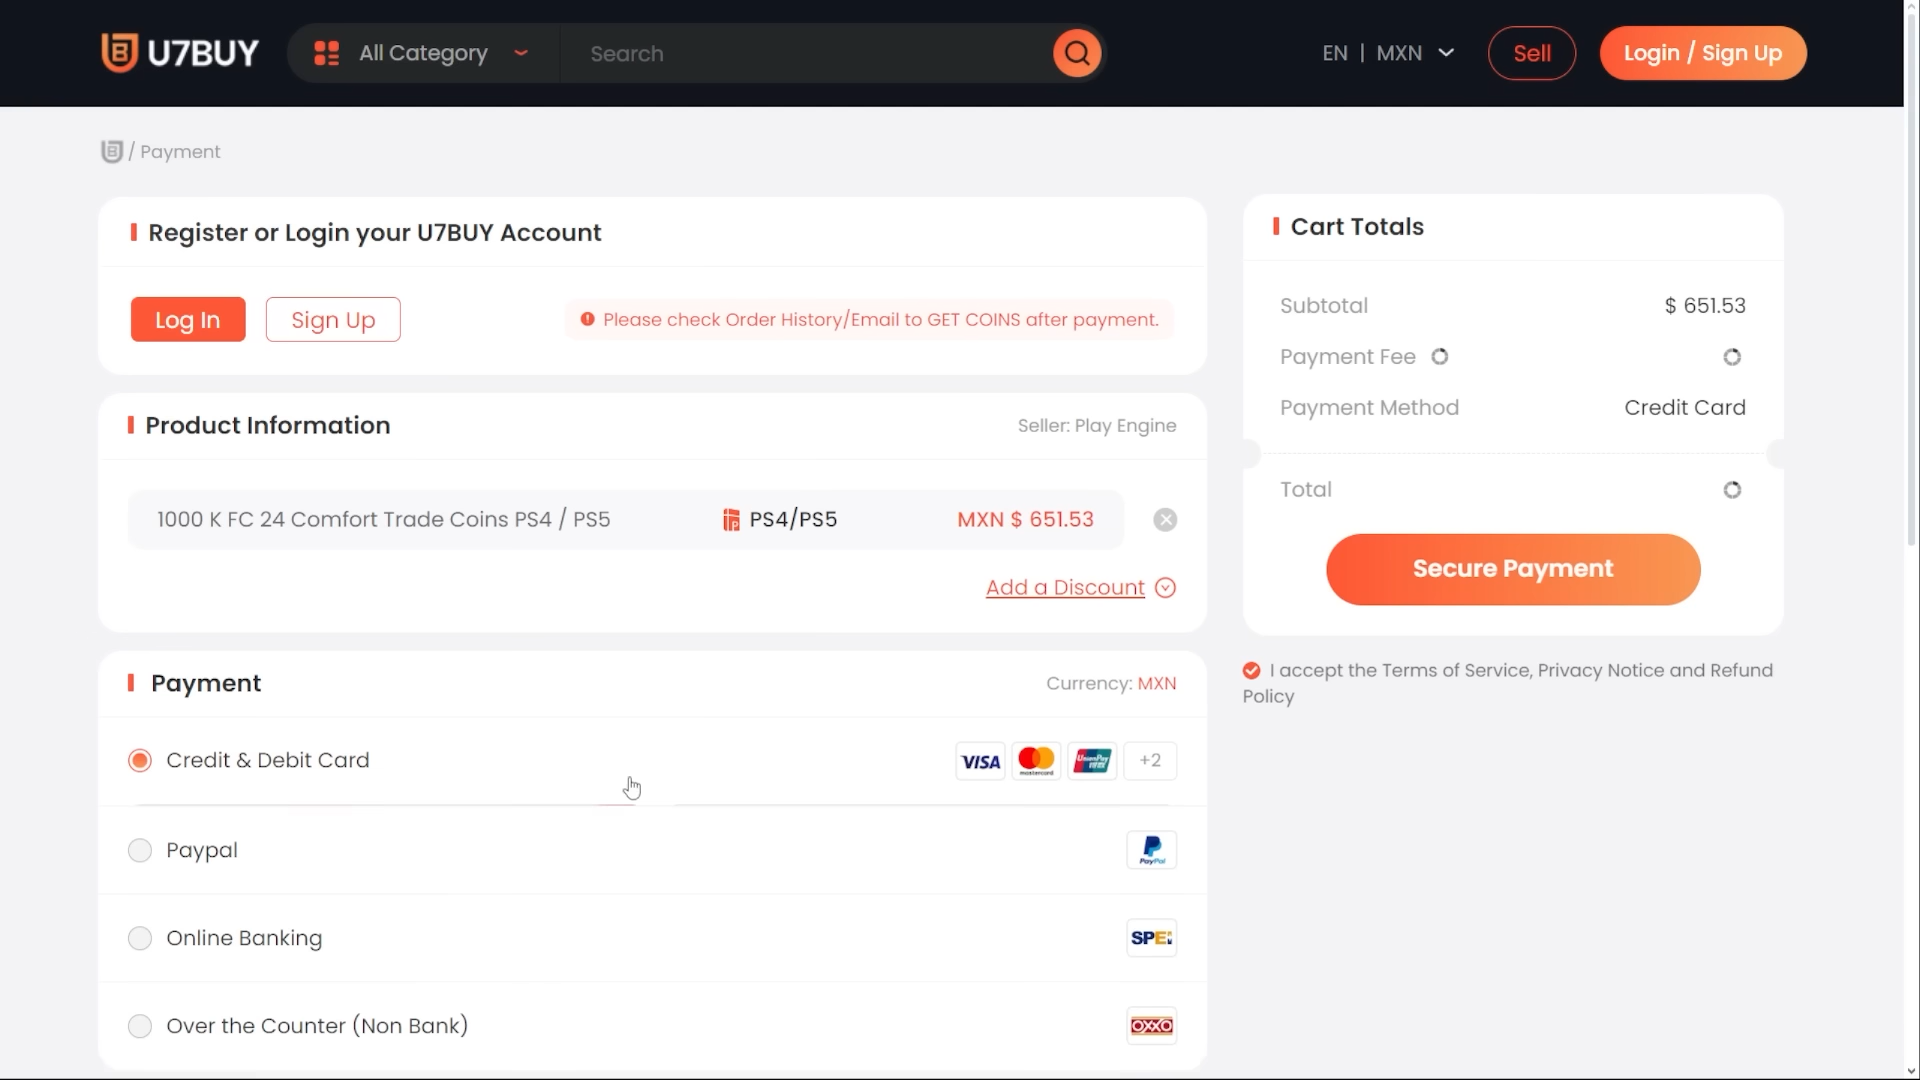 U7BUY
All Category
Search
EN | MXN
Sell
Login / Sign Up
/ Payment
Register or Login your U7BUY Account
Log In
Sign Up
Please check Order History/Email to GET COINS after payment.
Product Information
Seller: Play Engine
1000 K FC 24 Comfort Trade Coins PS4 / PS5
PS4/PS5
MXN $ 651.53
Add a Discount
Payment
Currency: MXN
Credit & Debit Card
VISA
mastercard
UnionPay
+2
Paypal
PayPal
Online Banking
SPEI
Over the Counter (Non Bank)
OXXO
Cart Totals
Subtotal
$ 651.53
Payment Fee
Payment Method
Credit Card
Total
Secure Payment
I accept the Terms of Service, Privacy Notice and Refund
Policy